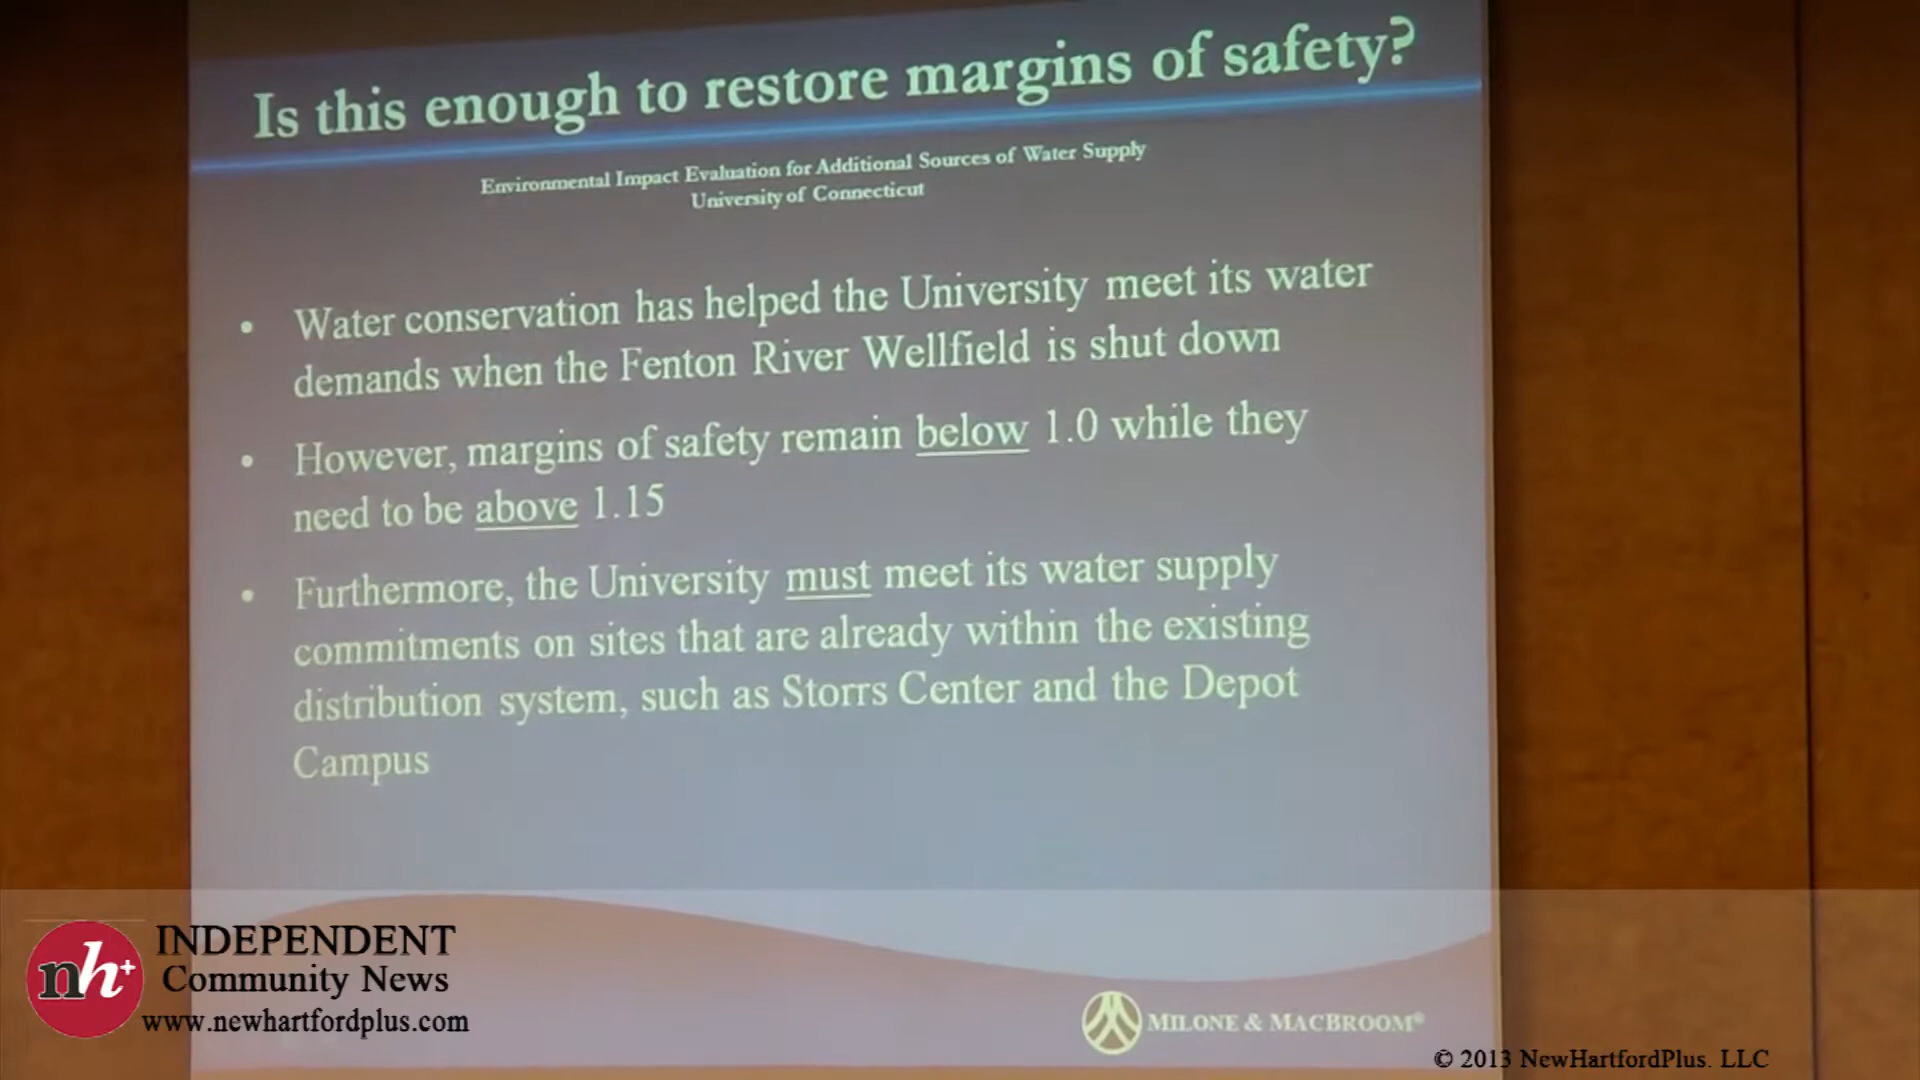 Is this enough to restore margins of safety?
Environmental Impact Evaluation for Additional Sources of Water Supply
University of Connecticut
• Water conservation has helped the University meet its water
demands when the Fenton River Wellfield is shut down
• However, margins of safety remain below 1.0 while they
need to be above 1.15
• Furthermore, the University must meet its water supply
commitments on sites that are already within the existing
distribution system, such as Storrs Center and the Depot
Campus
nh+
INDEPENDENT
Community News
www.newhartfordplus.com
MILONE & MACBROOM®
© 2013 NewHartfordPlus. LLC